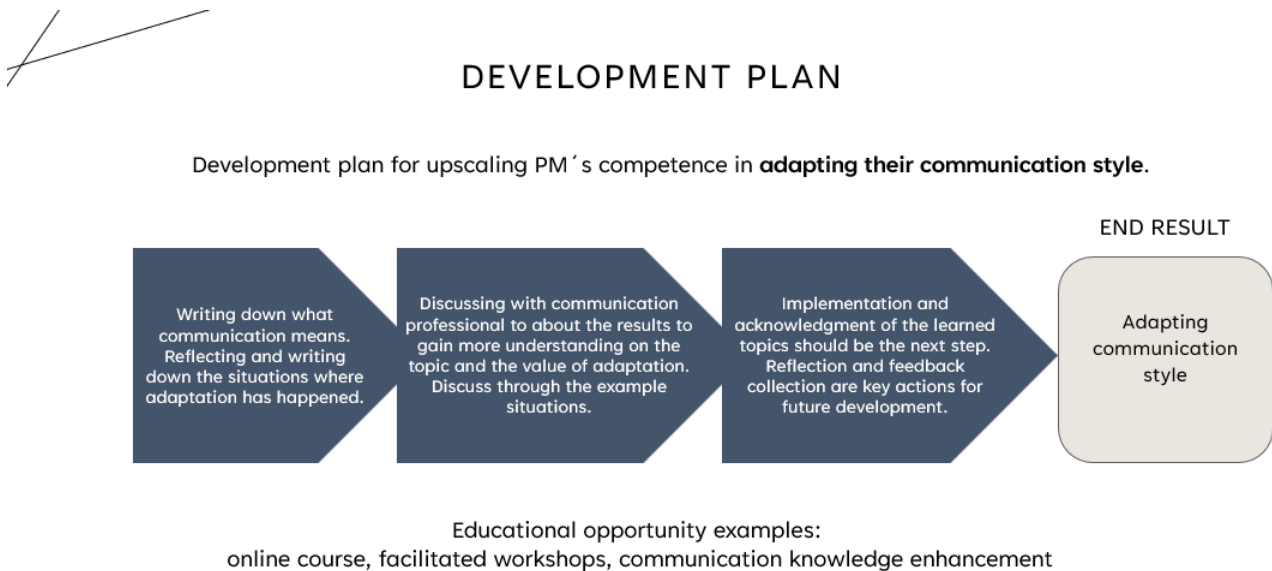 DEVELOPMENT PLAN
Development plan for upscaling PM´s competence in adapting their communication style.
Writing down what
communication means.
Reflecting and writing
down the situations where
adaptation has happened.
Discussing with communication
professional to about the results to
gain more understanding on the
topic and the value of adaptation.
Discuss through the example
situations.
Implementation and
acknowledgment of the learned
topics should be the next step.
Reflection and feedback
collection are key actions for
future development.
END RESULT
Adapting
communication
style
Educational opportunity examples:
online course, facilitated workshops, communication knowledge enhancement